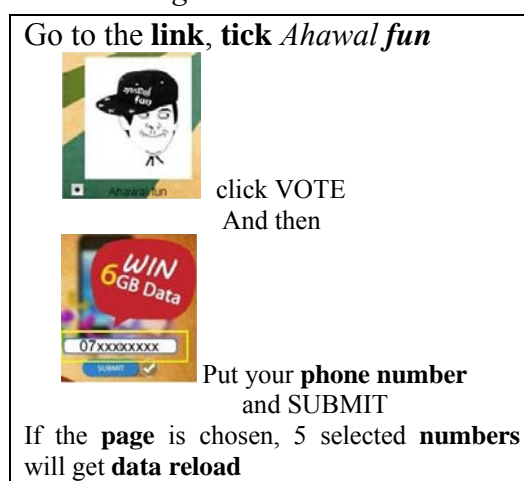 Go to the link, tick Ahawal fun
fun
Ahawal fun
click VOTE
And then
WIN
6GB Data
07xxxxxxxx
SUBMIT
Put your phone number
and SUBMIT
If the page is chosen, 5 selected numbers
will get data reload